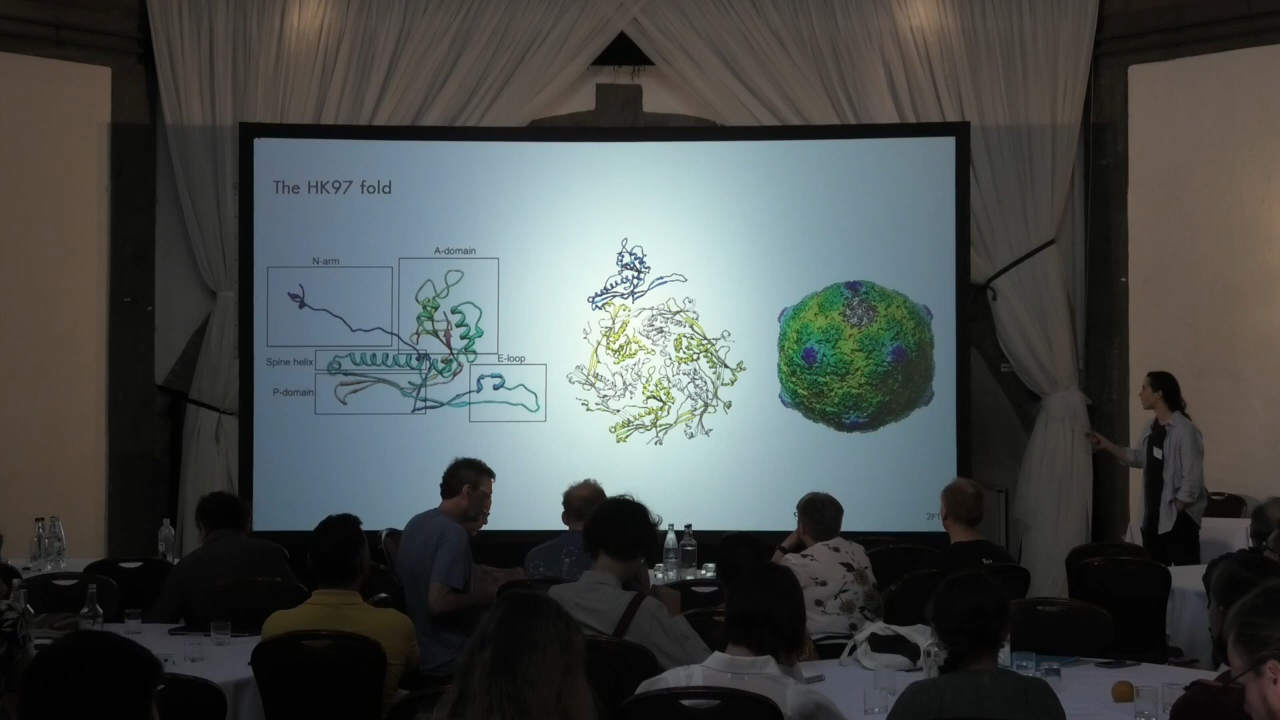 The HK97 fold
N-arm
A-domain
Spine helix
E-loop
P-domain